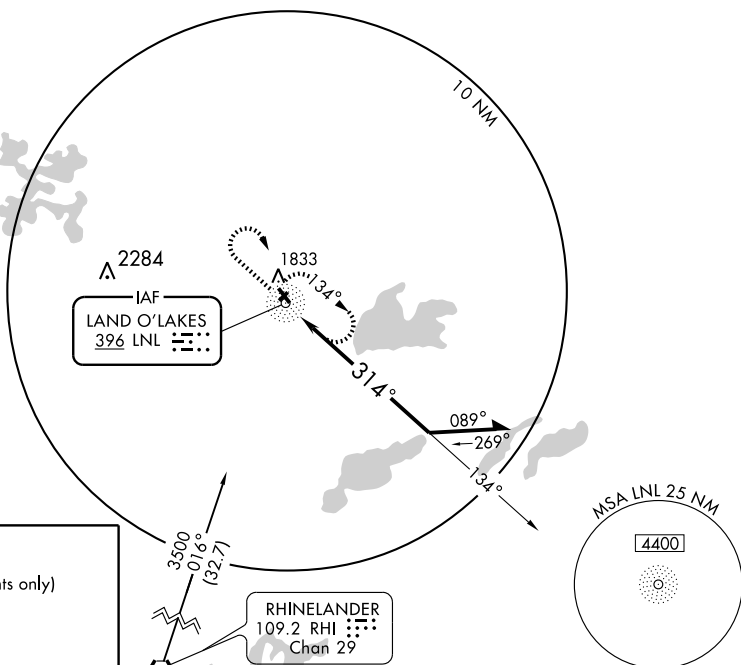 10 NM
2284
1833
134°
IAF
LAND O'LAKES
396 LNL
314°
089°
269°
134°
MSA LNL 25 NM
4400
3500
016°
(32.7)
ts only)
RHINELANDER
109.2 RHI
Chan 29